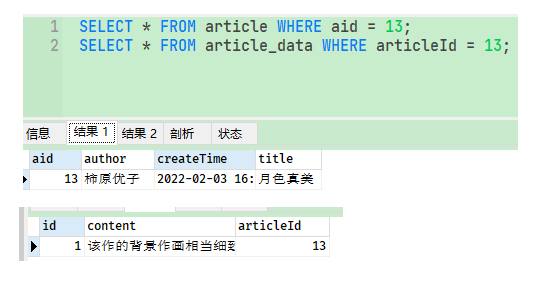 1 SELECT * FROM article WHERE aid = 13;
2 SELECT * FROM article_data WHERE articleId = 13;
信息 结果 1 结果 2 剖析 状态
aid author createTime title
13 柿原优子 2022-02-03 16: 月色真美
id content articleId
1 该作的背景作画相当细致 13